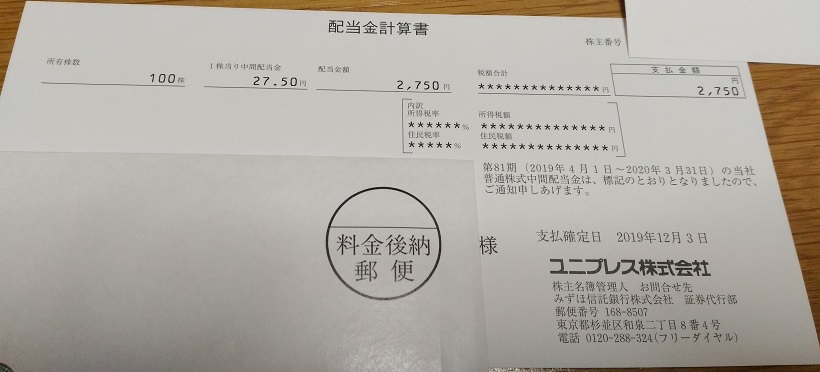 配当金計算書
株主番号
所有株数
100株
1株当り中間配当金
27.50円
配当金額
2,750円
税額合計
**************円
支払金額
円
2,750
内訳
所得税率
******%
住民税率
*****%
所得税額
**************円
住民税額
**************円
第81期(2019年4月1日~2020年3月31日)の当社
普通株式中間配当金は、標記のとおりとなりましたので、
ご通知申しあげます。
料金後納
郵便
様
支払確定日 2019年12月3日
ユニプレス株式会社
株主名簿管理人 お問合せ先
みずほ信託銀行株式会社 証券代行部
郵便番号 168-8507
東京都杉並区和泉二丁目8番4号
電話 0120-288-324(フリーダイヤル)